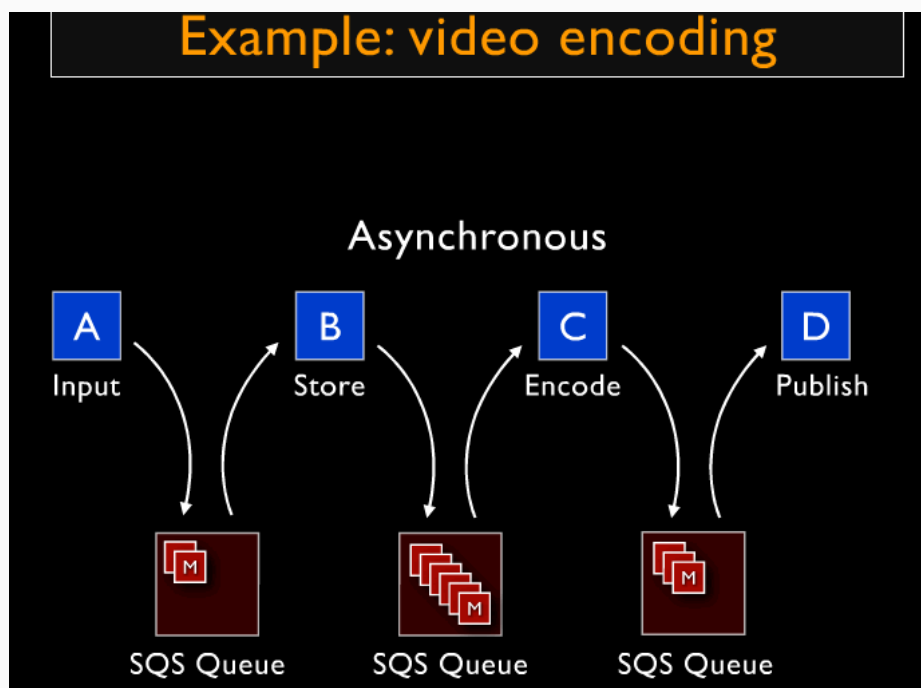 Example: video encoding
Asynchronous
A B C D
Input Store Encode Publish
M M M
SQS Queue SQS Queue SQS Queue